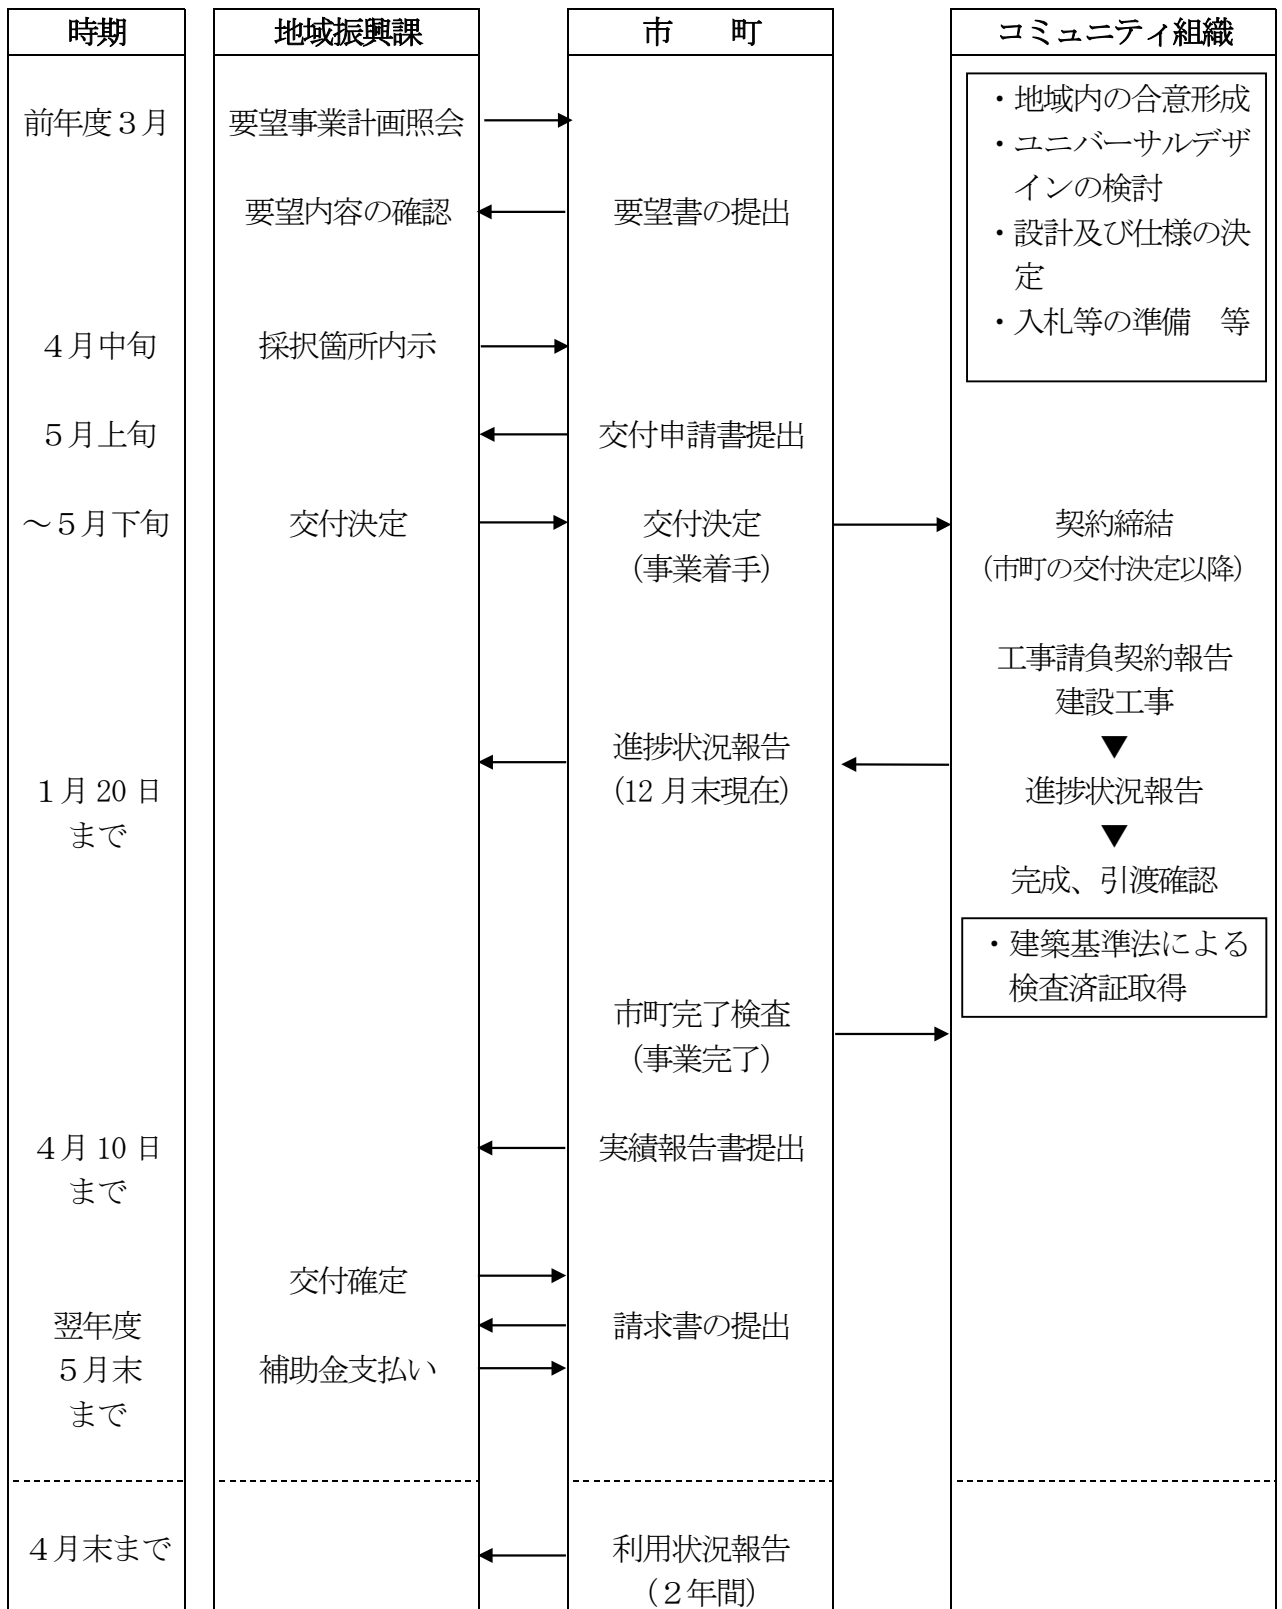 時期　地域振興課　市　町　コミュニティ組織
・地域内の合意形成
前年度３月　要望事業計画照会
・ユニバーサルデザ
インの検討
要望内容の確認　要望書の提出
・設計及び仕様の決
定
・入札等の準備　等
４月中旬　採択箇所内示
５月上旬　交付申請書提出
～５月下旬　交付決定　交付決定　契約締結
（事業着手）　（市町の交付決定以降）
工事請負契約報告
建設工事
▼
進捗状況報告
１月 20 日　（12 月末現在）　進捗状況報告
まで　▼
完成、引渡確認
・建築基準法による
検査済証取得
市町完了検査
（事業完了）
４月 10 日　実績報告書提出
まで
交付確定
翌年度　請求書の提出
５月末　補助金支払い
まで
４月末まで　利用状況報告
（２年間）